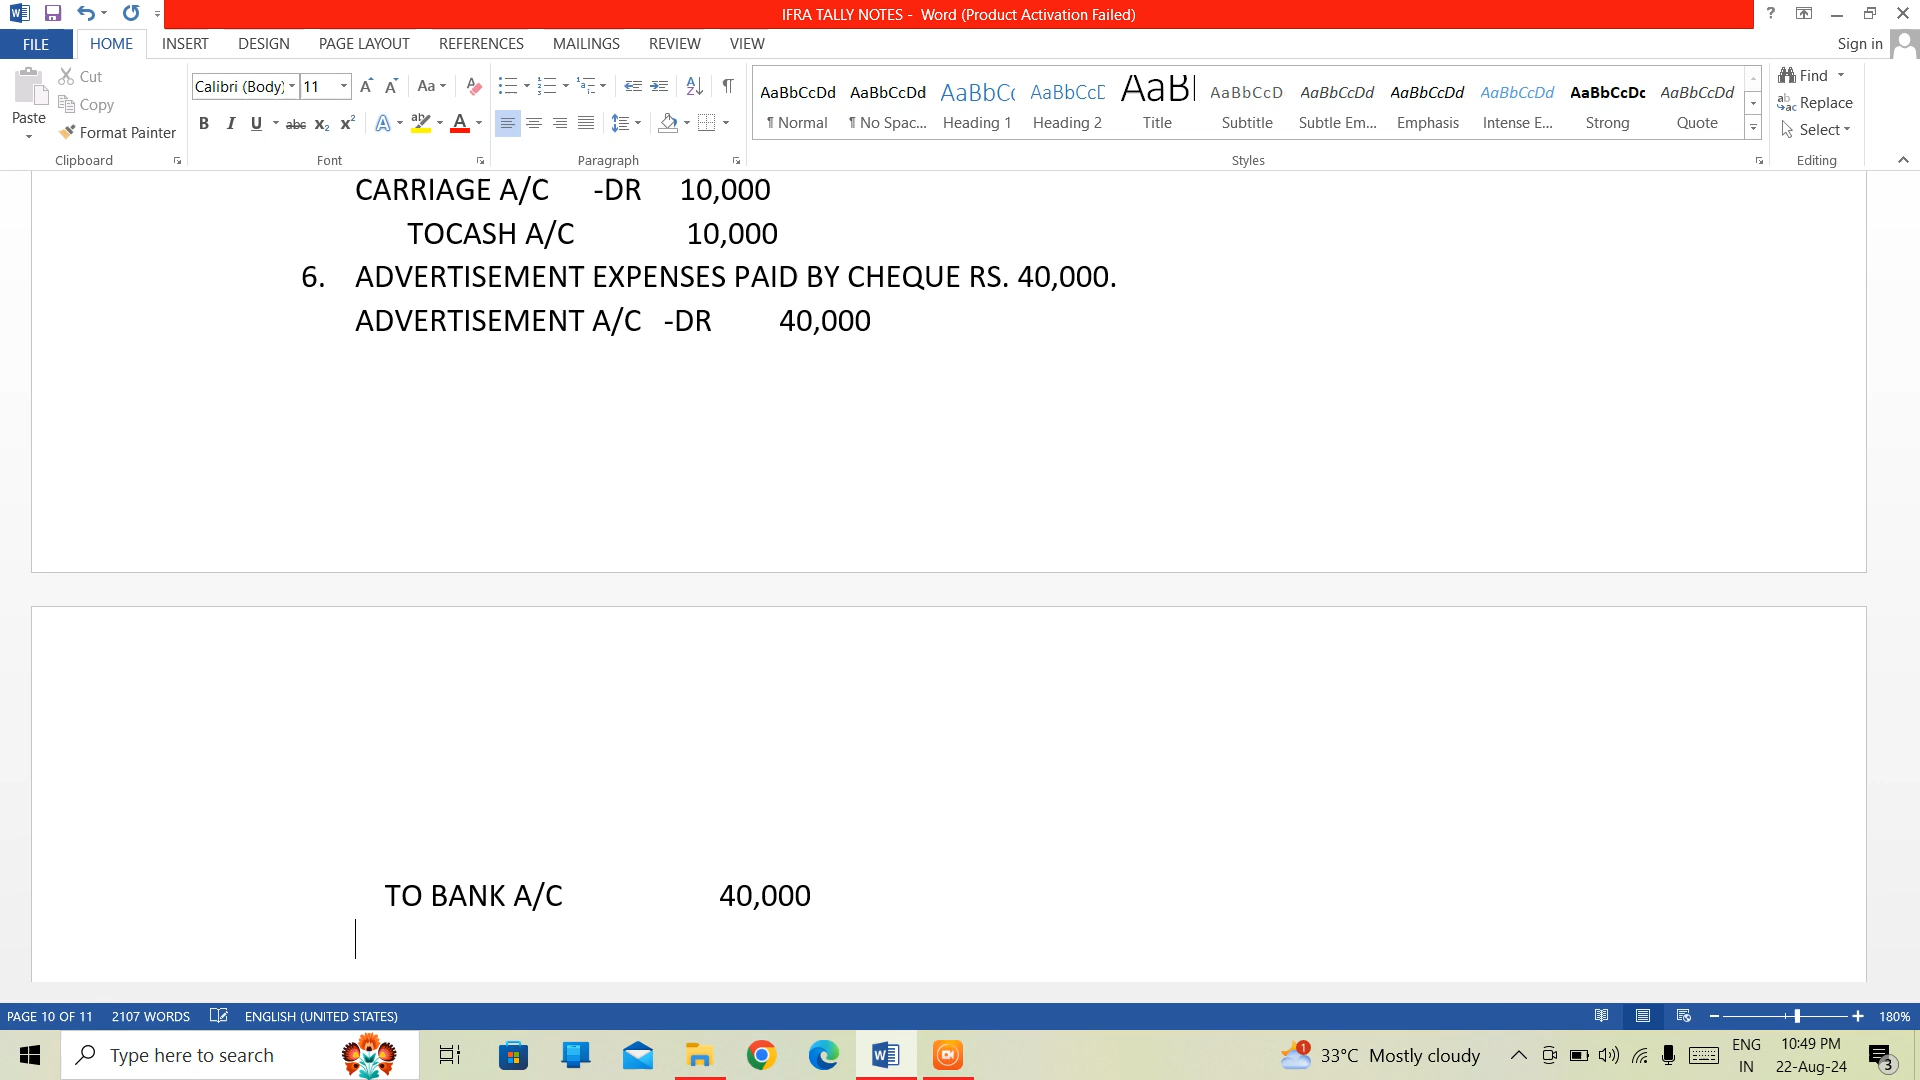 IFRA TALLY NOTES - Word (Product Activation Failed)
FILE HOME INSERT DESIGN PAGE LAYOUT REFERENCES MAILINGS REVIEW VIEW Sign in
Paste
Cut
Copy
Format Painter
Clipboard
Calibri (Body) 11
Font
Paragraph
AaBbCcDd AaBbCcDd AaBbCc AaBbCcD AaBl AaBbCcD AaBbCcDd AaBbCcDd AaBbCcDd AaBbCcDc AaBbCcDd
¶ Normal ¶ No Spac... Heading 1 Heading 2 Title Subtitle Subtle Em... Emphasis Intense E... Strong Quote
Styles
Find
Replace
Select
Editing
CARRIAGE A/C -DR 10,000
TOCASH A/C 10,000
6. ADVERTISEMENT EXPENSES PAID BY CHEQUE RS. 40,000.
ADVERTISEMENT A/C -DR 40,000
TO BANK A/C 40,000
PAGE 10 OF 11 2107 WORDS ENGLISH (UNITED STATES) 180%
Type here to search
33°C Mostly cloudy
ENG
IN
10:49 PM
22-Aug-24
3